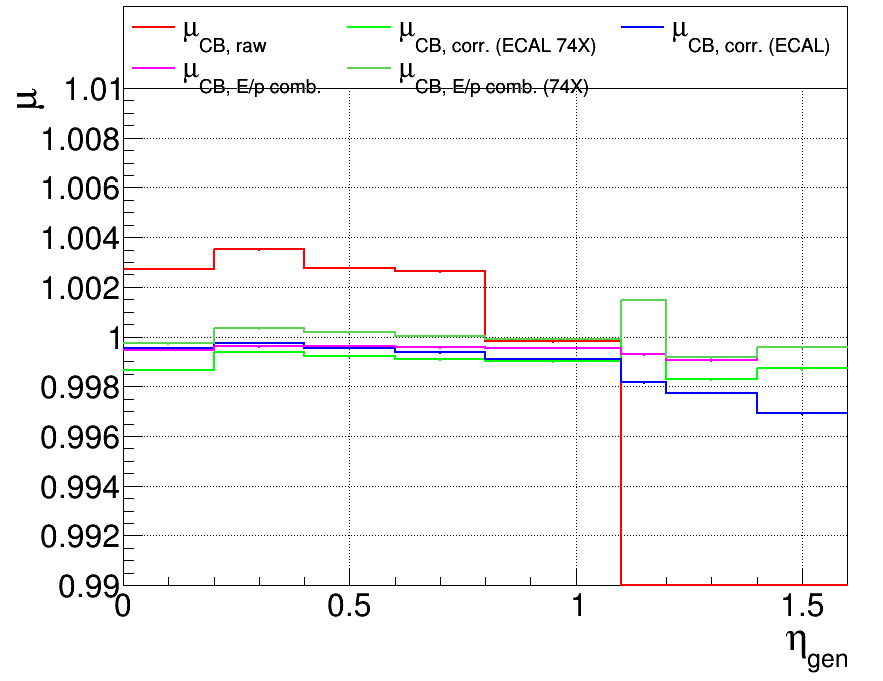 μCB, raw μCB, corr. (ECAL 74X) μCB, corr. (ECAL)
μCB, E/p comb. μCB, E/p comb. (74X)
μ
1.01
1.008
1.006
1.004
1.002
1
0.998
0.996
0.994
0.992
0.99
0 0.5 1 1.5
ηgen